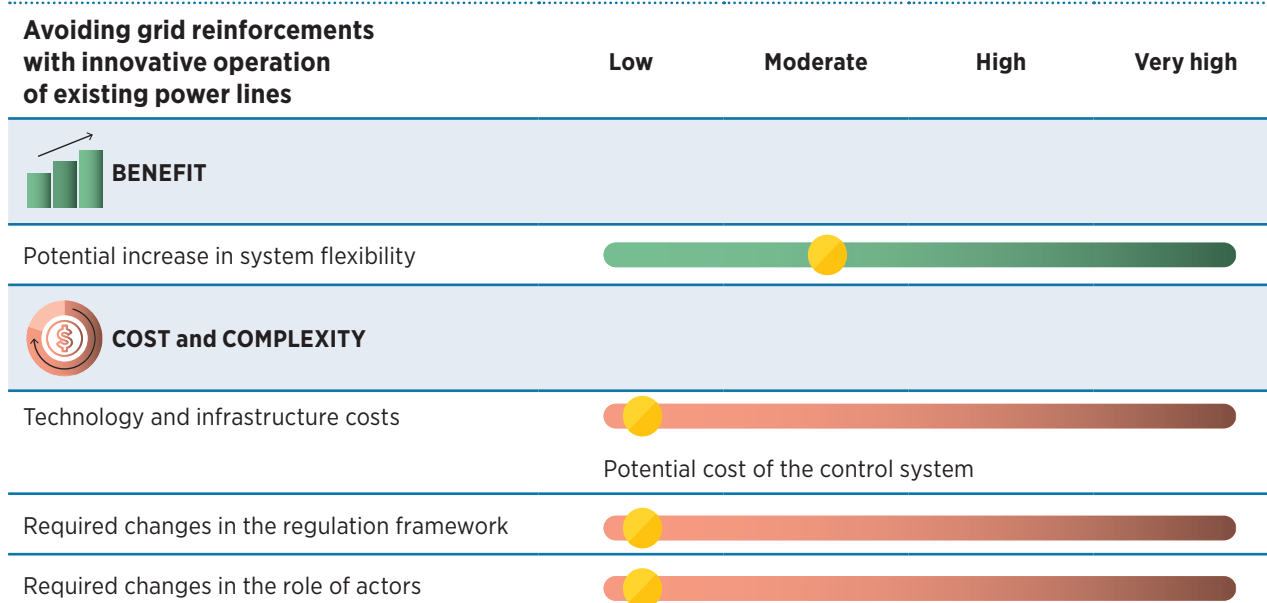 Avoiding grid reinforcements
with innovative operation
of existing power lines
Low Moderate High Very high
BENEFIT
Potential increase in system flexibility
$
COST and COMPLEXITY
Technology and infrastructure costs
Potential cost of the control system
Required changes in the regulation framework
Required changes in the role of actors